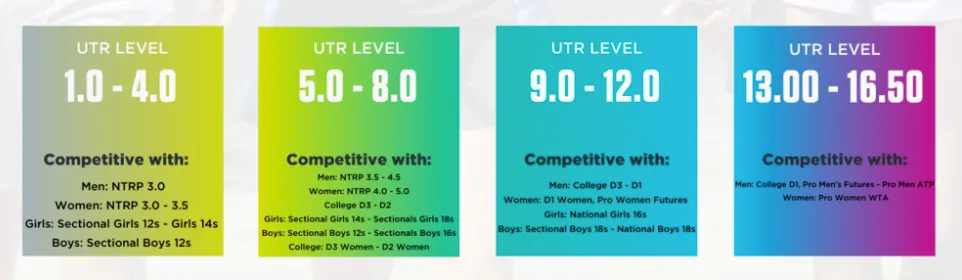 UTR LEVEL
1.0 - 4.0
Competitive with:
Men: NTRP 3.0
Women: NTRP 3.0 - 3.5
Girls: Sectional Girls 12s - Girls 14s
Boys: Sectional Boys 12s
UTR LEVEL
5.0 - 8.0
Competitive with:
Men: NTRP 3.5 - 4.5
Women: NTRP 4.0 - 5.0
College D3 - D2
Girls: Sectional Girls 14s - Sectionals Girls 18s
Boys: Sectional Boys 12s - Sectionals Boys 16s
College: D3 Women - D2 Women
UTR LEVEL
9.0 - 12.0
Competitive with:
Men: College D3 - D1
Women: D1 Women, Pro Women Futures
Girls: National Girls 16s
Boys: Sectional Boys 18s - National Boys 18s
UTR LEVEL
13.00 - 16.50
Competitive with:
Men: College D1, Pro Men's Futures - Pro Men ATP
Women: Pro Women WTA